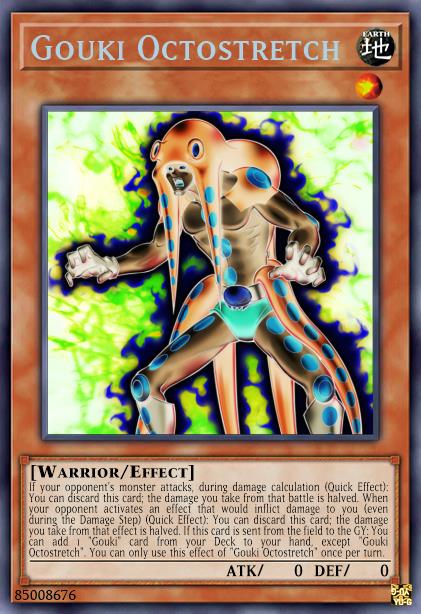 GOUKI OCTOSTRETCH
EARTH
地
[WARRIOR/EFFECT]
If your opponent's monster attacks, during damage calculation (Quick Effect):
You can discard this card; the damage you take from that battle is halved. When
your opponent activates an effect that would inflict damage to you (even
during the Damage Step) (Quick Effect): You can discard this card; the damage
you take from that effect is halved. If this card is sent from the field to the GY: You
can add 1 "Gouki" card from your Deck to your hand, except "Gouki
Octostretch". You can only use this effect of "Gouki Octostretch" once per turn.
ATK/ 0 DEF/ 0
85008676